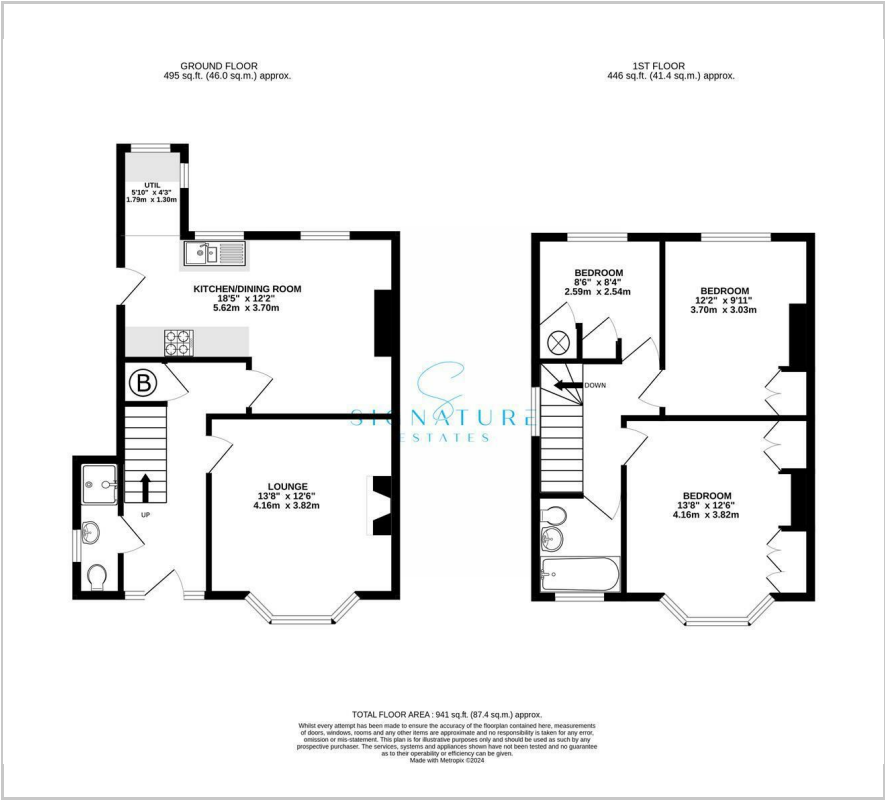 GROUND FLOOR
495 sq.ft. (46.0 sq.m.) approx.
1ST FLOOR
446 sq.ft. (41.4 sq.m.) approx.
UTIL
5'10" x 4'3"
1.79m x 1.30m
KITCHEN/DINING ROOM
18'5" x 12'2"
5.62m x 3.70m
B
UP
LOUNGE
13'8" x 12'6"
4.16m x 3.82m
BEDROOM
8'6" x 8'4"
2.59m x 2.54m
BEDROOM
12'2" x 9'11"
3.70m x 3.03m
DOWN
BEDROOM
13'8" x 12'6"
4.16m x 3.82m
S
SIGNATURE
ESTATES
TOTAL FLOOR AREA : 941 sq.ft. (87.4 sq.m.) approx.
Whilst every attempt has been made to ensure the accuracy of the floorplan contained here, measurements
of doors, windows, rooms and any other items are approximate and no responsibility is taken for any error,
omission or mis-statement. This plan is for illustrative purposes only and should be used as such by any
prospective purchaser. The services, systems and appliances shown have not been tested and no guarantee
as to their operability or efficiency can be given.
Made with Metropix ©2024